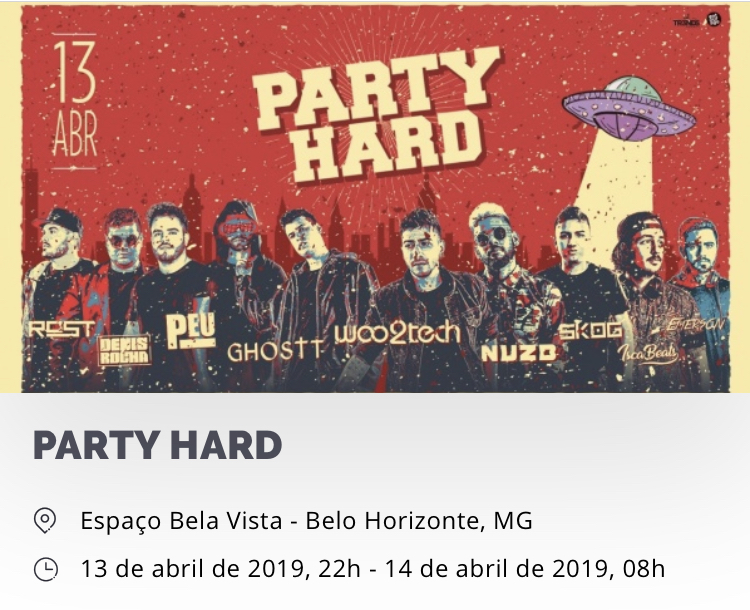 13
ABR
PARTY
HARD
REST
DENIS
ROCHA
PEU
GHOSTT
woo2tech
NUZB
SKOG
IscaBeats
EMERSON
PARTY HARD
Espaço Bela Vista - Belo Horizonte, MG
13 de abril de 2019, 22h - 14 de abril de 2019, 08h